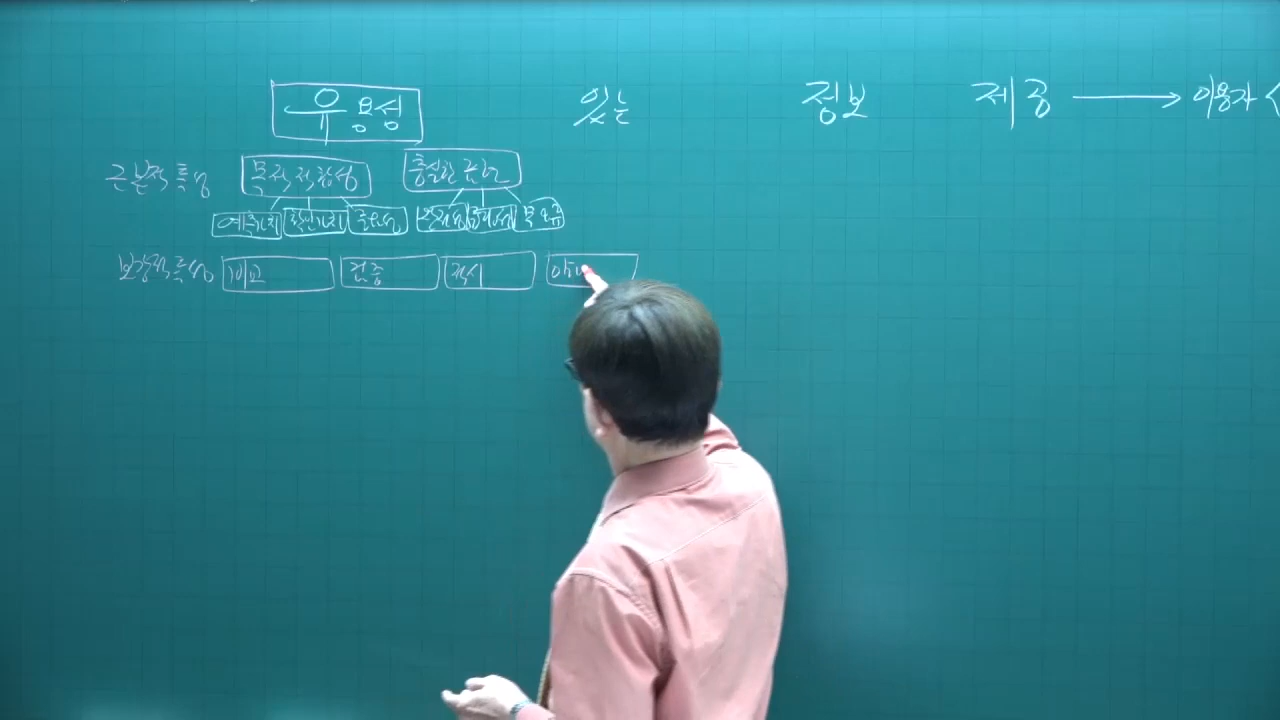 유용성 있는 정보 제공 → 이용자 <
근본적 특성 목적적합성 충실한 표현
예측가치 확인가치 중요성 완전성 중립성 무오류
보강적 특성 비교 검증 적시